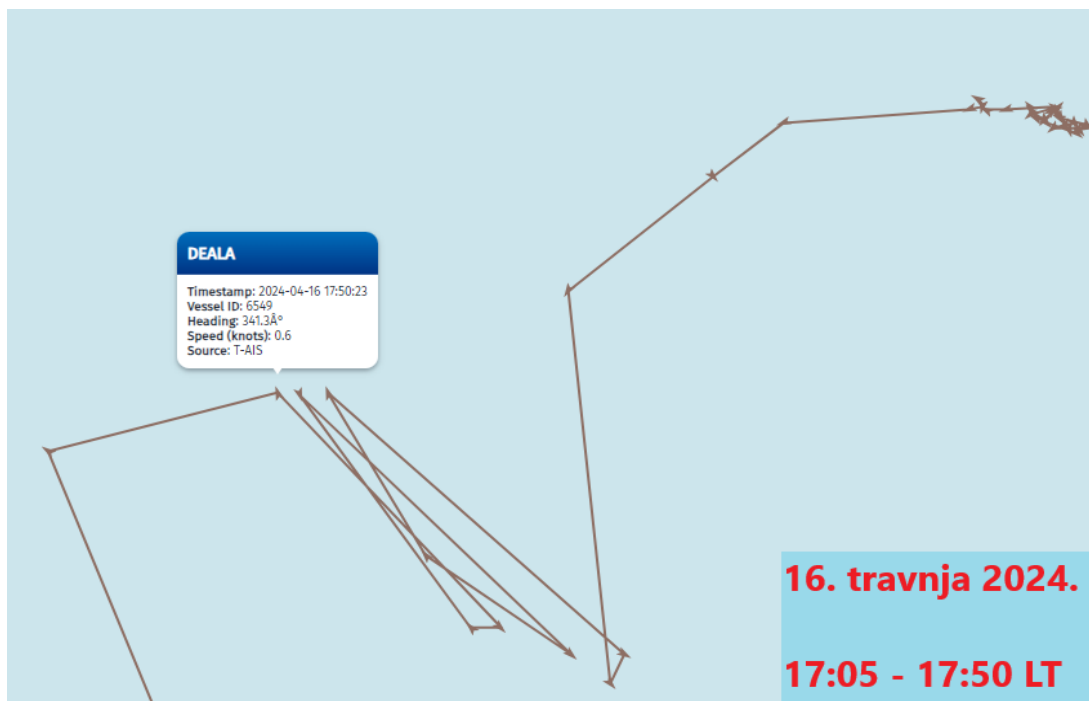 DEALA
Timestamp: 2024-04-16 17:50:23
Vessel ID: 6549
Heading: 341.3Âº
Speed (knots): 0.6
Source: T-AIS
16. travnja 2024.
17:05 - 17:50 LT